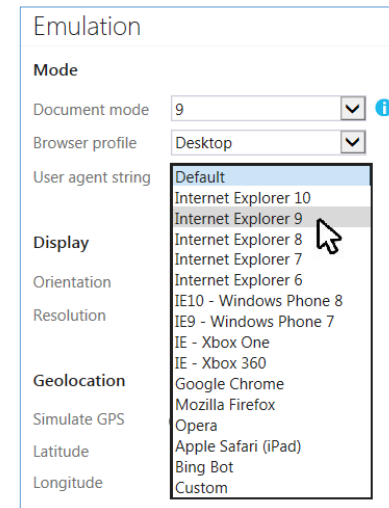 Emulation
Mode
Document mode 9
Browser profile Desktop
User agent string Default
Internet Explorer 10
Internet Explorer 9
Display Internet Explorer 8
Internet Explorer 7
Orientation Internet Explorer 6
IE10 - Windows Phone 8
Resolution IE9 - Windows Phone 7
IE - Xbox One
IE - Xbox 360
Geolocation Google Chrome
Mozilla Firefox
Simulate GPS Opera
Latitude Apple Safari (iPad)
Bing Bot
Longitude Custom